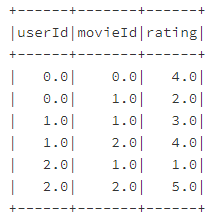 +------+-------+------+
|userId|movieId|rating|
+------+-------+------+
|   0.0|    0.0|   4.0|
|   0.0|    1.0|   2.0|
|   1.0|    1.0|   3.0|
|   1.0|    2.0|   4.0|
|   2.0|    1.0|   1.0|
|   2.0|    2.0|   5.0|
+------+-------+------+